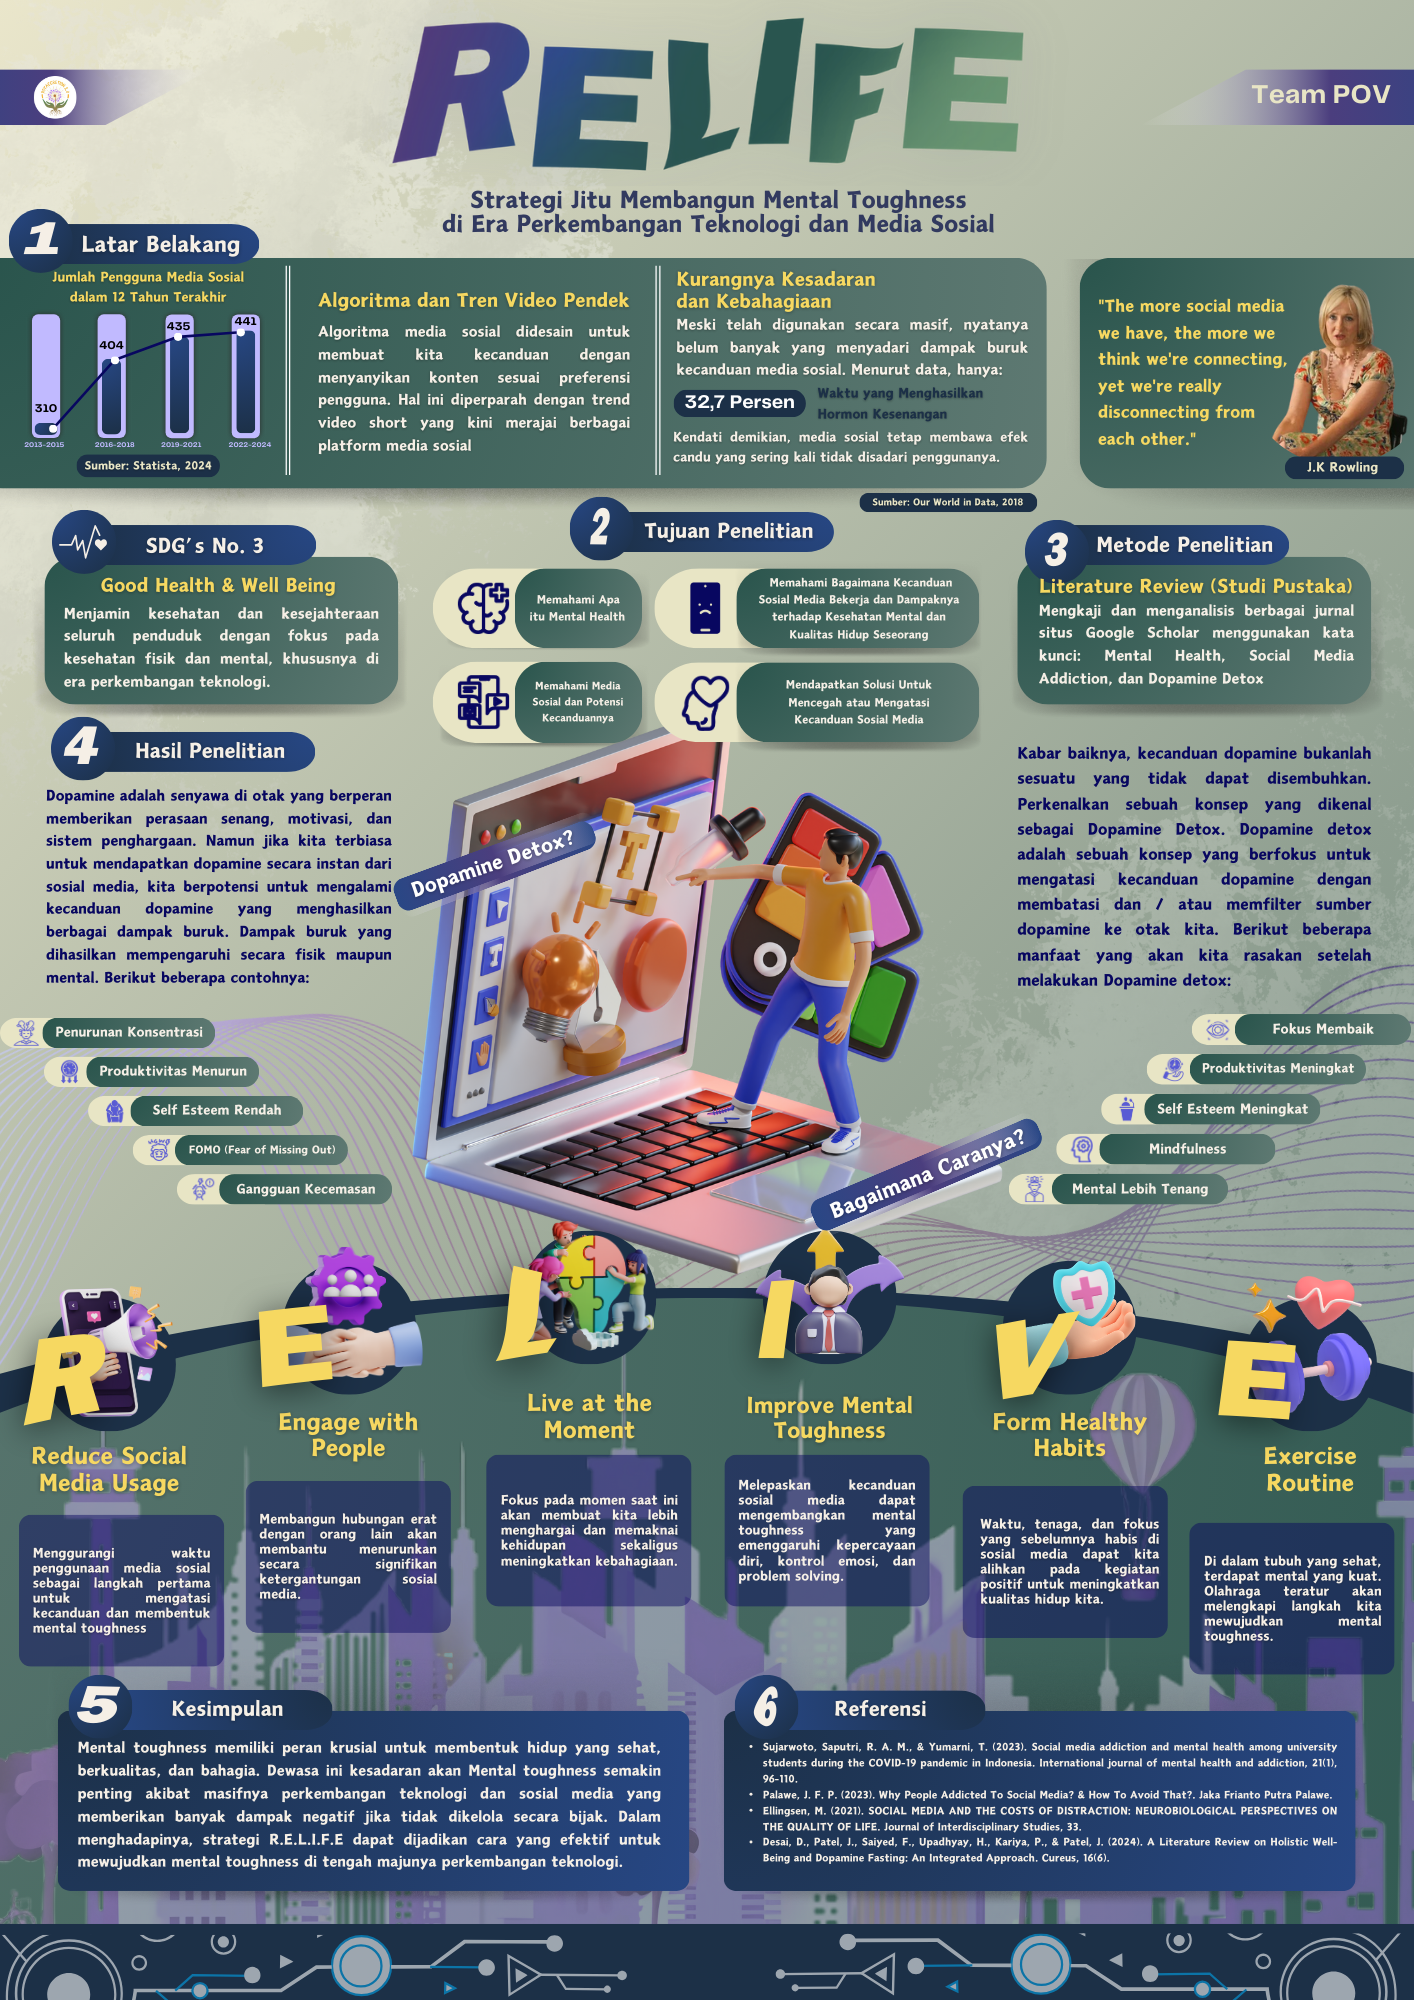 RELIFE
Team POV
Strategi Jitu Membangun Mental Toughness
di Era Perkembangan Teknologi dan Media Sosial
1
Latar Belakang
Jumlah Pengguna Media Sosial
dalam 12 Tahun Terakhir
310
404
435
441
2013-2015
2016-2018
2019-2021
2022-2024
Sumber: Statista, 2024
Algoritma dan Tren Video Pendek
Algoritma media sosial didesain untuk
membuat kita kecanduan dengan
menyanyikan konten sesuai preferensi
pengguna. Hal ini diperparah dengan trend
video short yang kini merajai berbagai
platform media sosial
Kurangnya Kesadaran
dan Kebahagiaan
Meski telah digunakan secara masif, nyatanya
belum banyak yang menyadari dampak buruk
kecanduan media sosial. Menurut data, hanya:
32,7 Persen
Waktu yang Menghasilkan
Hormon Kesenangan
Kendati demikian, media sosial tetap membawa efek
candu yang sering kali tidak disadari penggunanya.
Sumber: Our World in Data, 2018
"The more social media
we have, the more we
think we're connecting,
yet we're really
disconnecting from
each other."
J.K Rowling
SDG's No. 3
Good Health & Well Being
Menjamin kesehatan dan kesejahteraan
seluruh penduduk dengan fokus pada
kesehatan fisik dan mental, khususnya di
era perkembangan teknologi.
2
Tujuan Penelitian
Memahami Apa
itu Mental Health
Memahami Bagaimana Kecanduan
Sosial Media Bekerja dan Dampaknya
terhadap Kesehatan Mental dan
Kualitas Hidup Seseorang
Memahami Media
Sosial dan Potensi
Kecanduannya
Mendapatkan Solusi Untuk
Mencegah atau Mengatasi
Kecanduan Sosial Media
3
Metode Penelitian
Literature Review (Studi Pustaka)
Mengkaji dan menganalisis berbagai jurnal
situs Google Scholar menggunakan kata
kunci: Mental Health, Social Media
Addiction, dan Dopamine Detox
4
Hasil Penelitian
Dopamine adalah senyawa di otak yang berperan
memberikan perasaan senang, motivasi, dan
sistem penghargaan. Namun jika kita terbiasa
untuk mendapatkan dopamine secara instan dari
sosial media, kita berpotensi untuk mengalami
kecanduan dopamine yang menghasilkan
berbagai dampak buruk. Dampak buruk yang
dihasilkan mempengaruhi secara fisik maupun
mental. Berikut beberapa contohnya:
Penurunan Konsentrasi
Produktivitas Menurun
Self Esteem Rendah
FOMO (Fear of Missing Out)
Gangguan Kecemasan
Dopamine Detox?
T
T
Bagaimana Caranya?
Kabar baiknya, kecanduan dopamine bukanlah
sesuatu yang tidak dapat disembuhkan.
Perkenalkan sebuah konsep yang dikenal
sebagai Dopamine Detox. Dopamine detox
adalah sebuah konsep yang berfokus untuk
mengatasi kecanduan dopamine dengan
membatasi dan / atau memfilter sumber
dopamine ke otak kita. Berikut beberapa
manfaat yang akan kita rasakan setelah
melakukan Dopamine detox:
Fokus Membaik
Produktivitas Meningkat
Self Esteem Meningkat
Mindfulness
Mental Lebih Tenang
R
Reduce Social
Media Usage
Menggurangi waktu
penggunaan media sosial
sebagai langkah pertama
untuk mengatasi
kecanduan dan membentuk
mental toughness
E
Engage with
People
Membangun hubungan erat
dengan orang lain akan
membantu menurunkan
secara signifikan
ketergantungan sosial
media.
L
Live at the
Moment
Fokus pada momen saat ini
akan membuat kita lebih
menghargai dan memaknai
kehidupan sekaligus
meningkatkan kebahagiaan.
I
Improve Mental
Toughness
Melepaskan kecanduan
sosial media dapat
mengembangkan mental
toughness yang
emenggaruhi kepercayaan
diri, kontrol emosi, dan
problem solving.
V
Form Healthy
Habits
Waktu, tenaga, dan fokus
yang sebelumnya habis di
sosial media dapat kita
alihkan pada kegiatan
positif untuk meningkatkan
kualitas hidup kita.
E
Exercise
Routine
Di dalam tubuh yang sehat,
terdapat mental yang kuat.
Olahraga teratur akan
melengkapi langkah kita
mewujudkan mental
toughness.
5
Kesimpulan
Mental toughness memiliki peran krusial untuk membentuk hidup yang sehat,
berkualitas, dan bahagia. Dewasa ini kesadaran akan Mental toughness semakin
penting akibat masifnya perkembangan teknologi dan sosial media yang
memberikan banyak dampak negatif jika tidak dikelola secara bijak. Dalam
menghadapinya, strategi R.E.L.I.F.E dapat dijadikan cara yang efektif untuk
mewujudkan mental toughness di tengah majunya perkembangan teknologi.
6
Referensi
• Sujarwoto, Saputri, R. A. M., & Yumarni, T. (2023). Social media addiction and mental health among university
students during the COVID-19 pandemic in Indonesia. International journal of mental health and addiction, 21(1),
96-110.
• Palawe, J. F. P. (2023). Why People Addicted To Social Media? & How To Avoid That?. Jaka Frianto Putra Palawe.
• Ellingsen, M. (2021). SOCIAL MEDIA AND THE COSTS OF DISTRACTION: NEUROBIOLOGICAL PERSPECTIVES ON
THE QUALITY OF LIFE. Journal of Interdisciplinary Studies, 33.
• Desai, D., Patel, J., Saiyed, F., Upadhyay, H., Kariya, P., & Patel, J. (2024). A Literature Review on Holistic Well-
Being and Dopamine Fasting: An Integrated Approach. Cureus, 16(6).